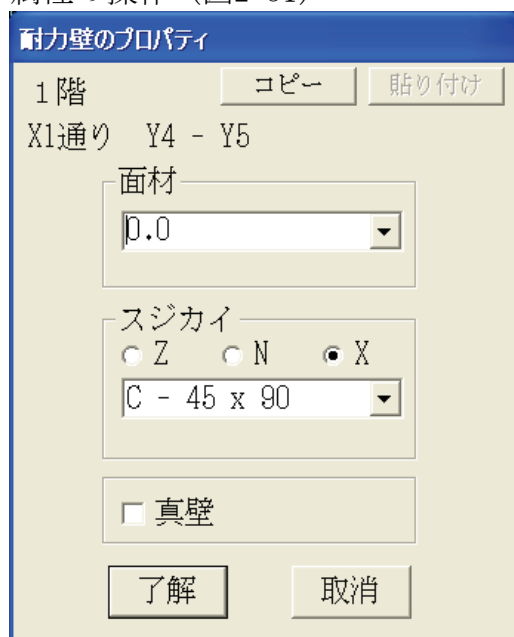 耐力壁のプロパティ
1階
コピー
貼り付け
X1通り Y4 - Y5
面材
0.0
スジカイ
Z N X
C - 45 x 90
真壁
了解
取消